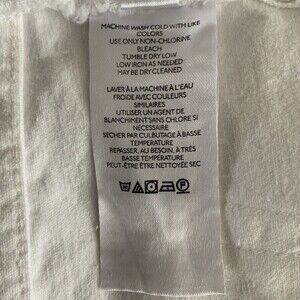 MACHINE WASH COLD WITH LIKE
COLORS
USE ONLY NON-CHLORINE
BLEACH
TUMBLE DRY LOW
LOW IRON AS NEEDED
MAY BE DRY CLEANED
LAVER À LA MACHINE À L'EAU
FROIDE AVEC COULEURS
SIMILAIRES
UTILISER UN AGENT DE
BLANCHIMENT SANS CHLORE SI
NÉCESSAIRE
SÉCHER PAR CULBUTAGE À BASSE
TEMPÉRATURE
REPASSER, AU BESOIN, À TRÈS
BASSE TEMPÉRATURE
PEUT-ÊTRE ÊTRE NETTOYÉE SEC